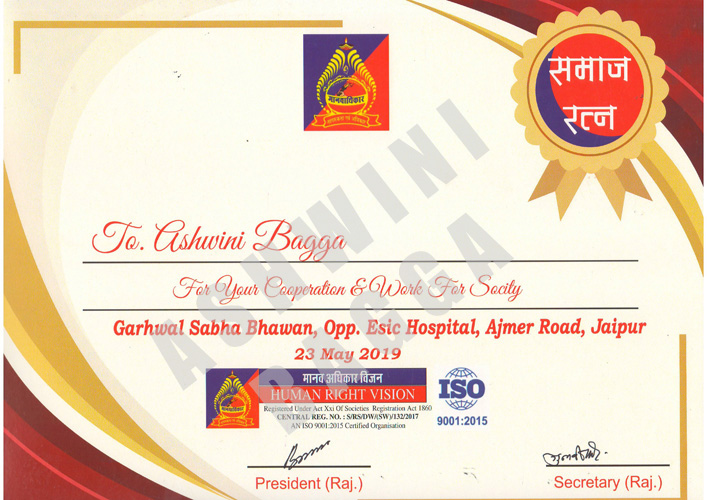 मानवाधिकार
समाज
रत्न
To. Ashwini Bagga
For Your Cooperation & Work For Socity
Garhwal Sabha Bhawan, Opp. Esic Hospital, Ajmer Road, Jaipur
23 May 2019
मानव अधिकार विजन
HUMAN RIGHT VISION
Registered Under Act Xxi Of Societies Registration Act 1860
CENTRAL REG. NO. : S/RS/DW/(SW)/132/2017
AN ISO 9001:2015 Certified Organisation
ISO
9001:2015
President (Raj.)
Secretary (Raj.)
ASHWINI
BAGGA